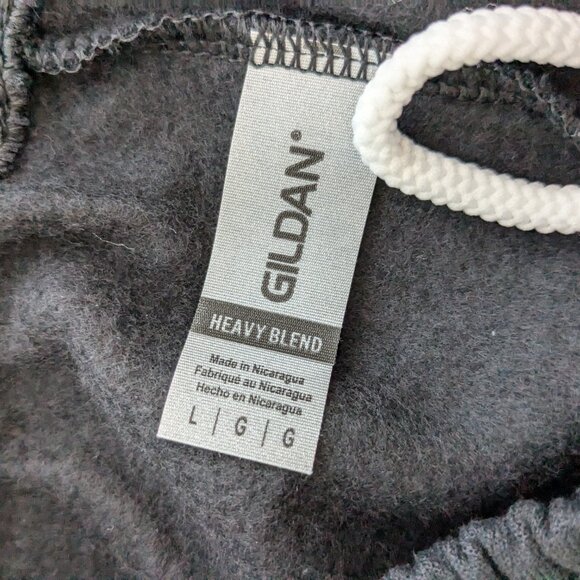 GILDAN®
HEAVY BLEND
Made in Nicaragua
Fabriqué au Nicaragua
Hecho en Nicaragua
L | G | G